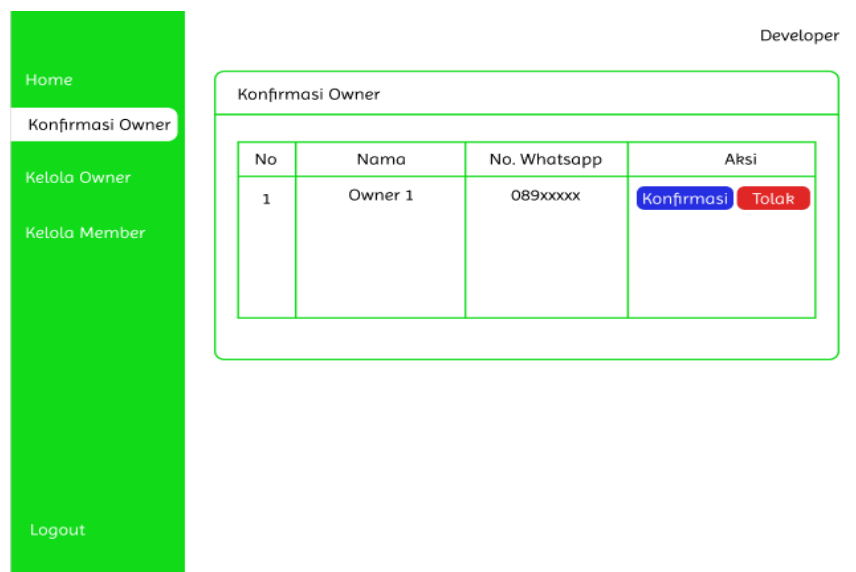 Developer
Home
Konfirmasi Owner
Kelola Owner
Kelola Member
Logout
Konfirmasi Owner
No Nama No. Whatsapp Aksi
1 Owner 1 089xxxxx Konfirmasi Tolak